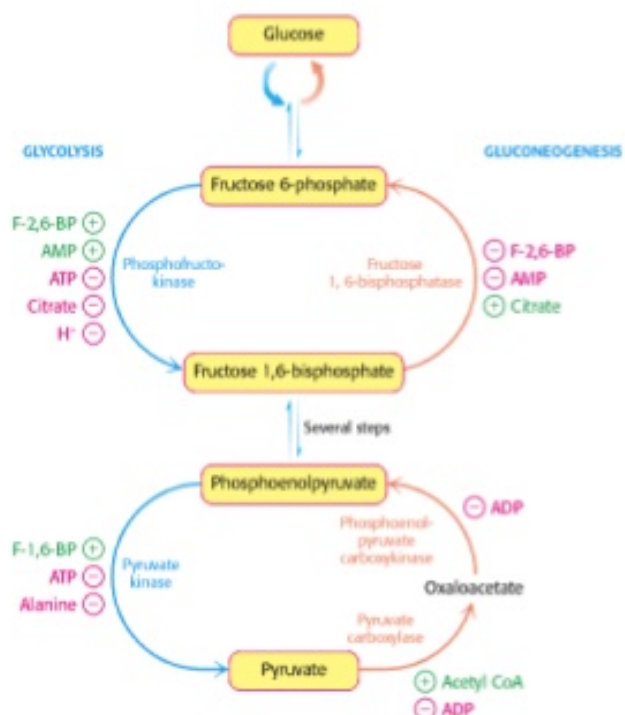 Glucose
GLYCOLYSIS
GLUCONEOGENESIS
Fructose 6-phosphate
F-2,6-BP +
AMP +
ATP −
Citrate −
H⁺ −
Phosphofructo-
kinase
Fructose
1, 6-bisphosphatase
− F-2,6-BP
− AMP
+ Citrate
Fructose 1,6-bisphosphate
Several steps
Phosphoenolpyruvate
− ADP
Phosphoenol-
pyruvate
carboxykinase
F-1,6-BP +
ATP −
Alanine −
Pyruvate
kinase
Oxaloacetate
Pyruvate
carboxylase
Pyruvate
+ Acetyl CoA
− ADP